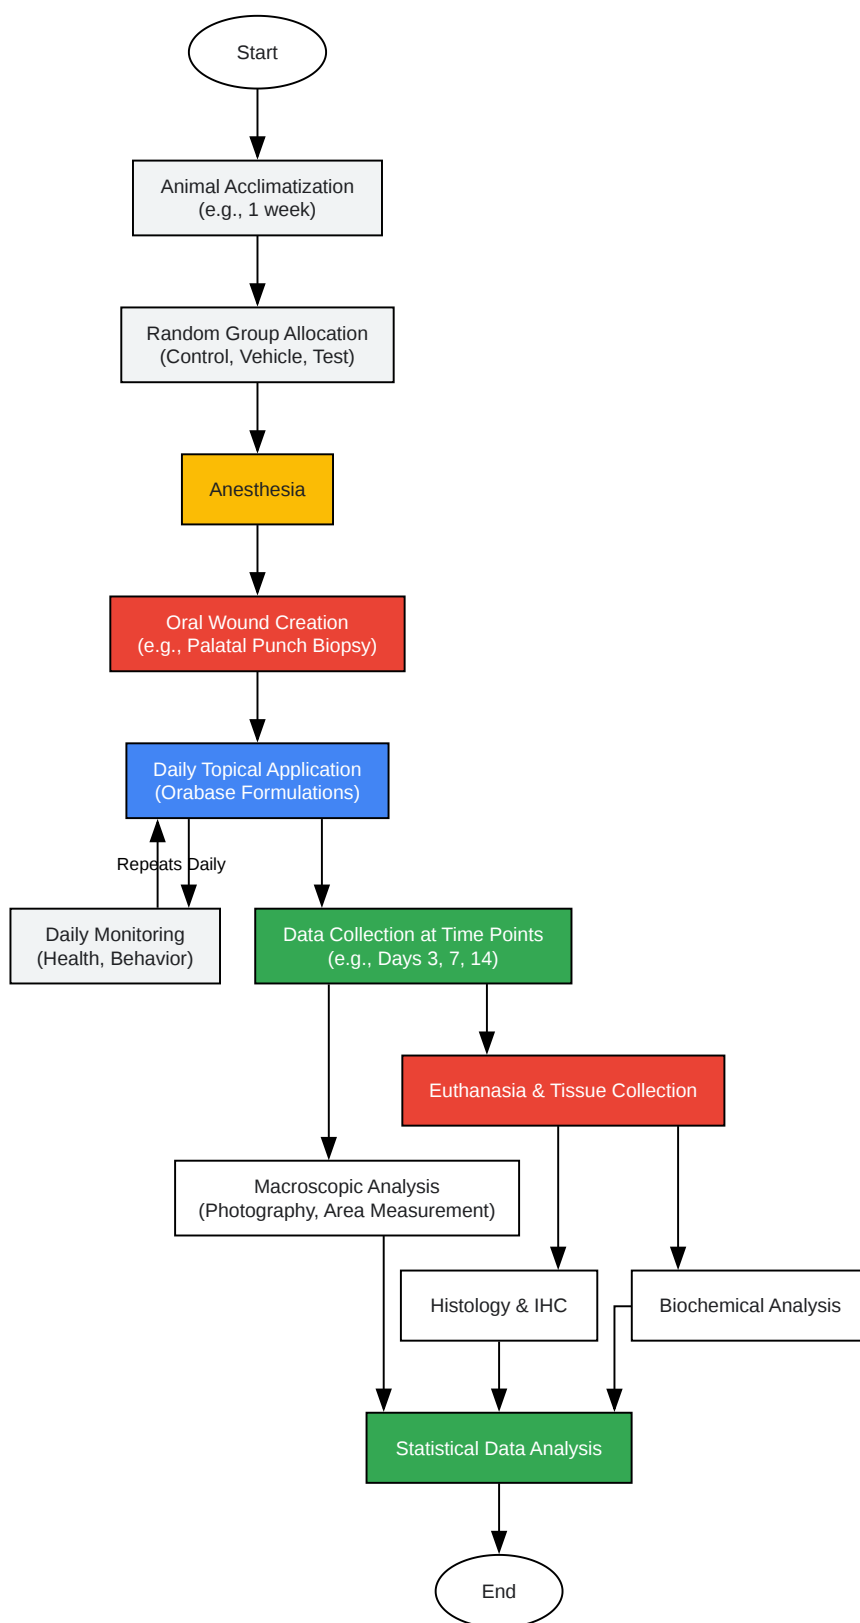 Start
Animal Acclimatization
(e.g., 1 week)
Random Group Allocation
(Control, Vehicle, Test)
Anesthesia
Oral Wound Creation
(e.g., Palatal Punch Biopsy)
Daily Topical Application
(Orabase Formulations)
Repeats Daily
Daily Monitoring
(Health, Behavior)
Data Collection at Time Points
(e.g., Days 3, 7, 14)
Euthanasia & Tissue Collection
Macroscopic Analysis
(Photography, Area Measurement)
Histology & IHC
Biochemical Analysis
Statistical Data Analysis
End